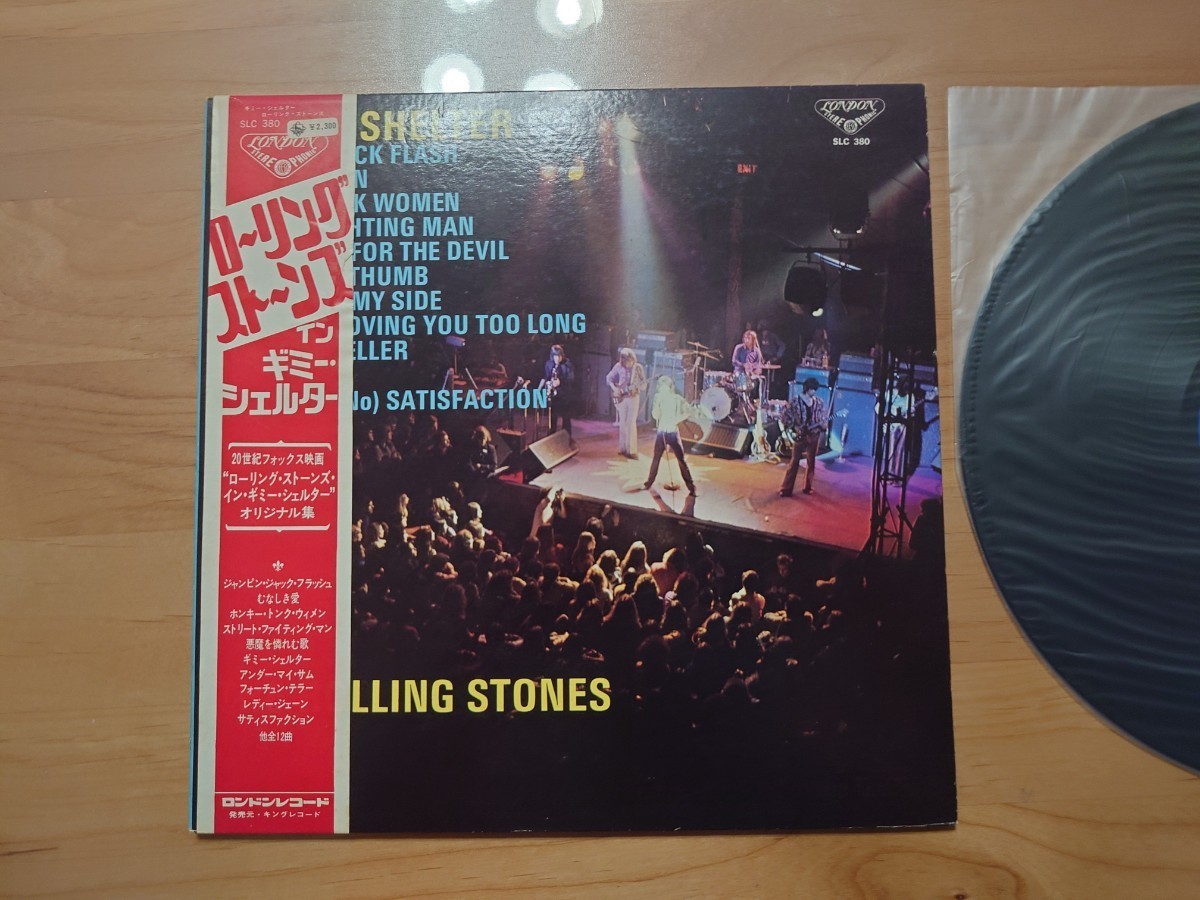 ギミー・シェルター
ローリング・ストーンズ
SLC 380
¥2,300
LONDON
STEREO PHONIC
"ローリング
ストーンズ"
イン
ギミー・
シェルター
20世紀フォックス映画
“ローリング・ストーンズ・
イン・ギミー・シェルター”
オリジナル集
ジャンピン・ジャック・フラッシュ
むなしき愛
ホンキー・トンク・ウィメン
ストリート・ファイティング・マン
悪魔を憐れむ歌
ギミー・シェルター
アンダー・マイ・サム
フォーチュン・テラー
レディー・ジェーン
サティスファクション
他全12曲
ロンドンレコード
発売元・キングレコード
SHELTER
CK FLASH
N
K WOMEN
HTING MAN
FOR THE DEVIL
THUMB
MY SIDE
OVING YOU TOO LONG
ELLER
No) SATISFACTION
LLING STONES
LONDON
STEREO PHONIC
SLC 380
EXIT